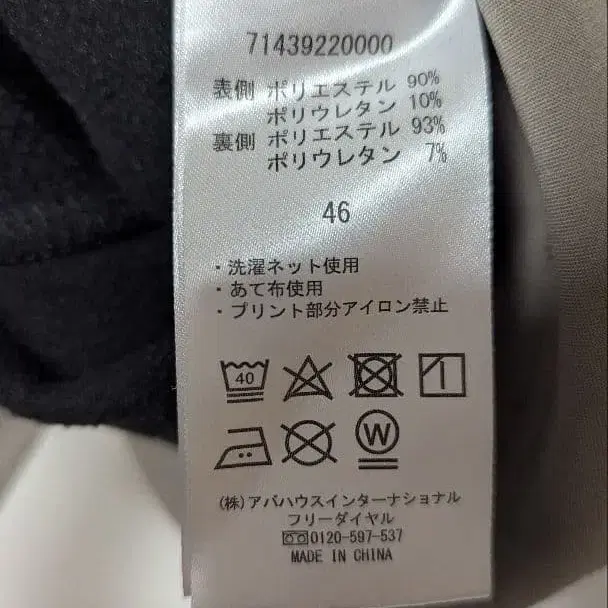 71439220000
表側 ポリエステル 90%
ポリウレタン 10%
裏側 ポリエステル 93%
ポリウレタン 7%
46
・洗濯ネット使用
・あて布使用
・プリント部分アイロン禁止
40
W
(株)アバハウスインターナショナル
フリーダイヤル
0120-597-537
MADE IN CHINA